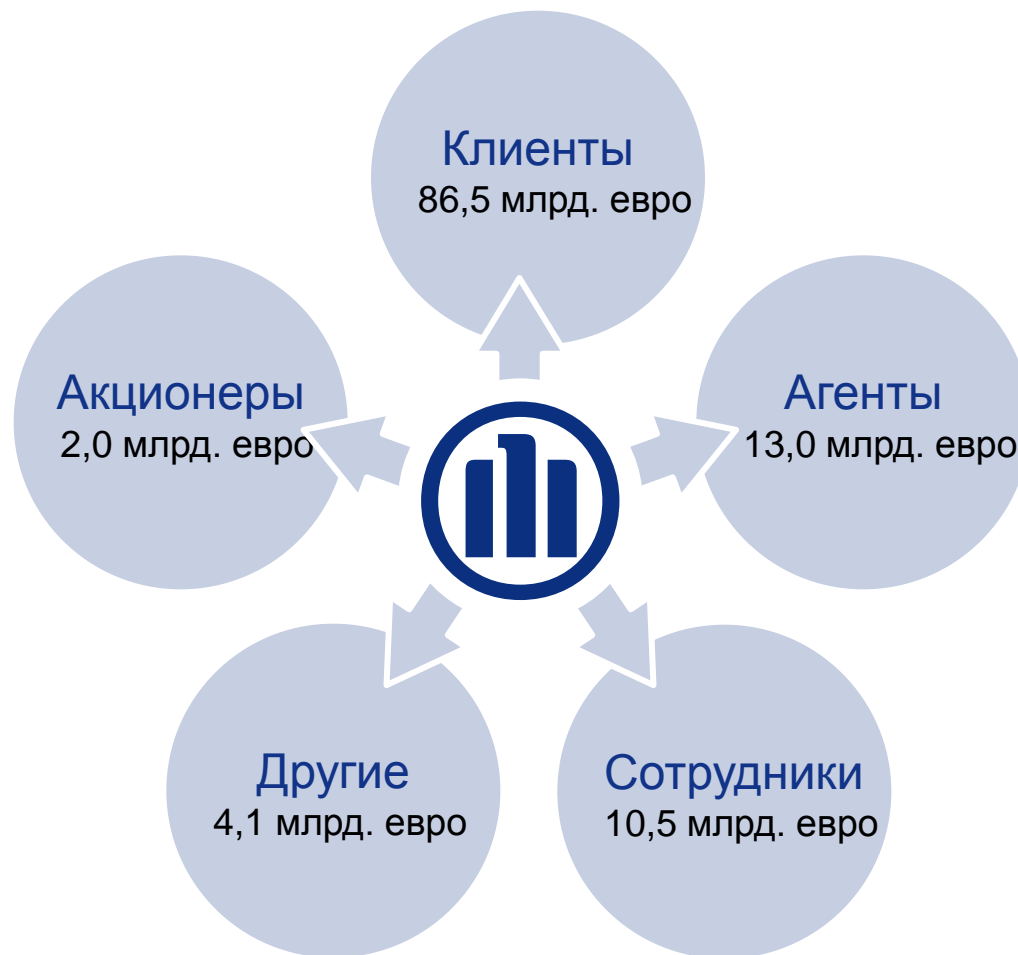 Клиенты
86,5 млрд. евро
Акционеры
2,0 млрд. евро
Агенты
13,0 млрд. евро
Другие
4,1 млрд. евро
Сотрудники
10,5 млрд. евро